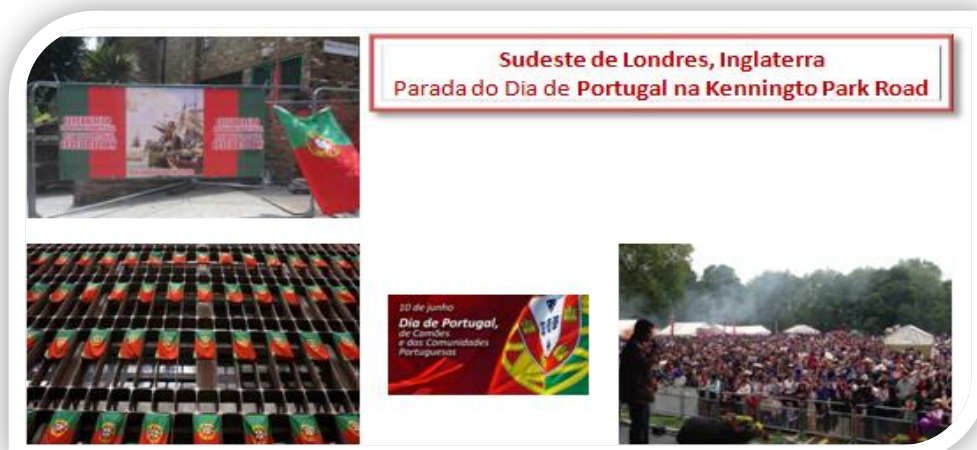 Sudeste de Londres, Inglaterra
Parada do Dia de Portugal na Kenningto Park Road
10 de junho
Dia de Portugal,
de Camões
e das Comunidades
Portuguesas